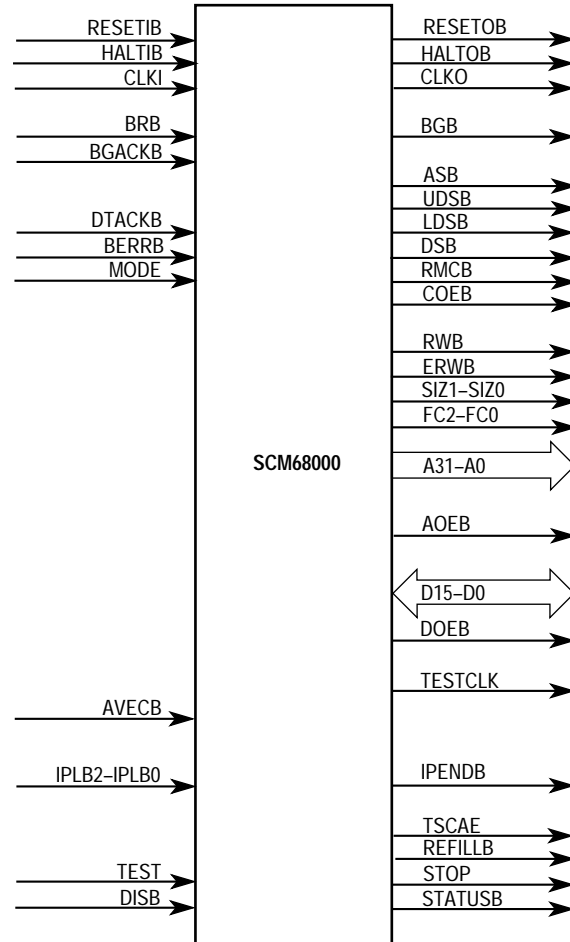 RESETIB
HALTIB
CLKI
BRB
BGACKB
DTACKB
BERRB
MODE
AVECB
IPLB2–IPLB0
TEST
DISB
SCM68000
RESETOB
HALTOB
CLKO
BGB
ASB
UDSB
LDSB
DSB
RMCB
COEB
RWB
ERWB
SIZ1–SIZ0
FC2–FC0
A31–A0
AOEB
D15–D0
DOEB
TESTCLK
IPENDB
TSCAE
REFILLB
STOP
STATUSB